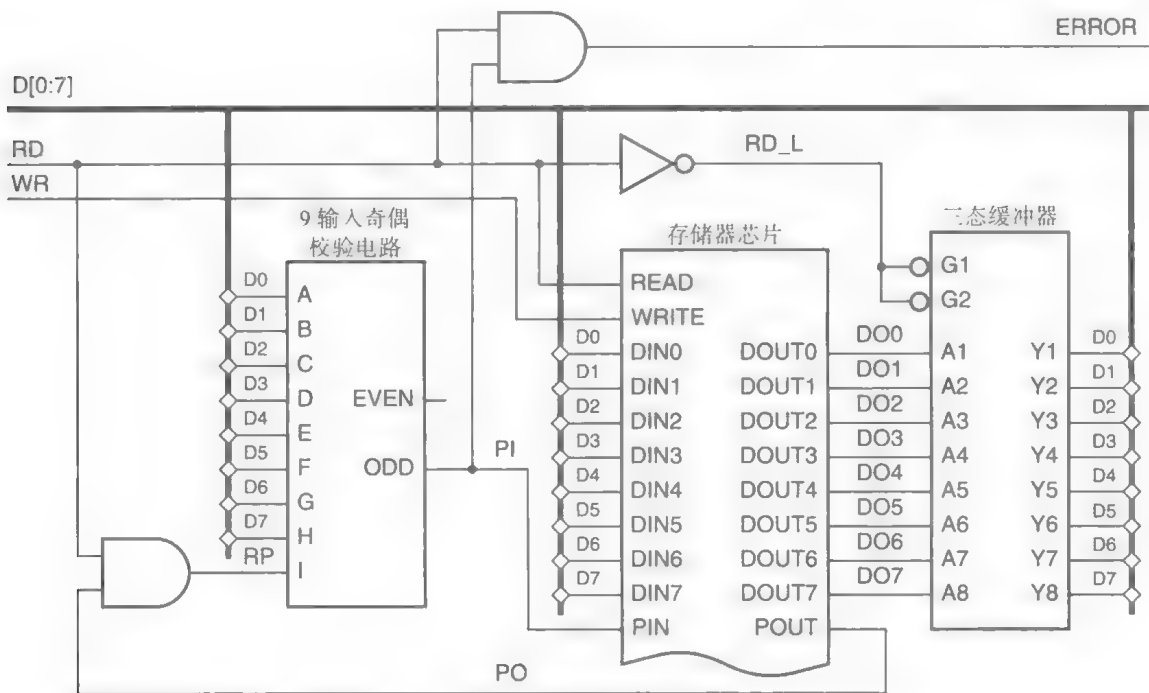 ERROR
D[0:7]
RD
WR
RD_L
9 输入奇偶
校验电路
存储器芯片
三态缓冲器
D0
D1
D2
D3
D4
D5
D6
D7
RP
A
B
C
D
E
F
G
H
I
EVEN
ODD
PI
D0
D1
D2
D3
D4
D5
D6
D7
READ
WRITE
DIN0
DIN1
DIN2
DIN3
DIN4
DIN5
DIN6
DIN7
PIN
DOUT0
DOUT1
DOUT2
DOUT3
DOUT4
DOUT5
DOUT6
DOUT7
POUT
DO0
DO1
DO2
DO3
DO4
DO5
DO6
DO7
G1
G2
A1
A2
A3
A4
A5
A6
A7
A8
Y1
Y2
Y3
Y4
Y5
Y6
Y7
Y8
D0
D1
D2
D3
D4
D5
D6
D7
PO